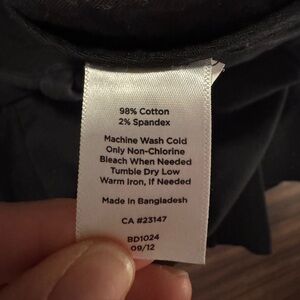 98% Cotton
2% Spandex
Machine Wash Cold
Only Non-Chlorine
Bleach When Needed
Tumble Dry Low
Warm Iron, If Needed
Made In Bangladesh
CA #23147
BD1024
09/12